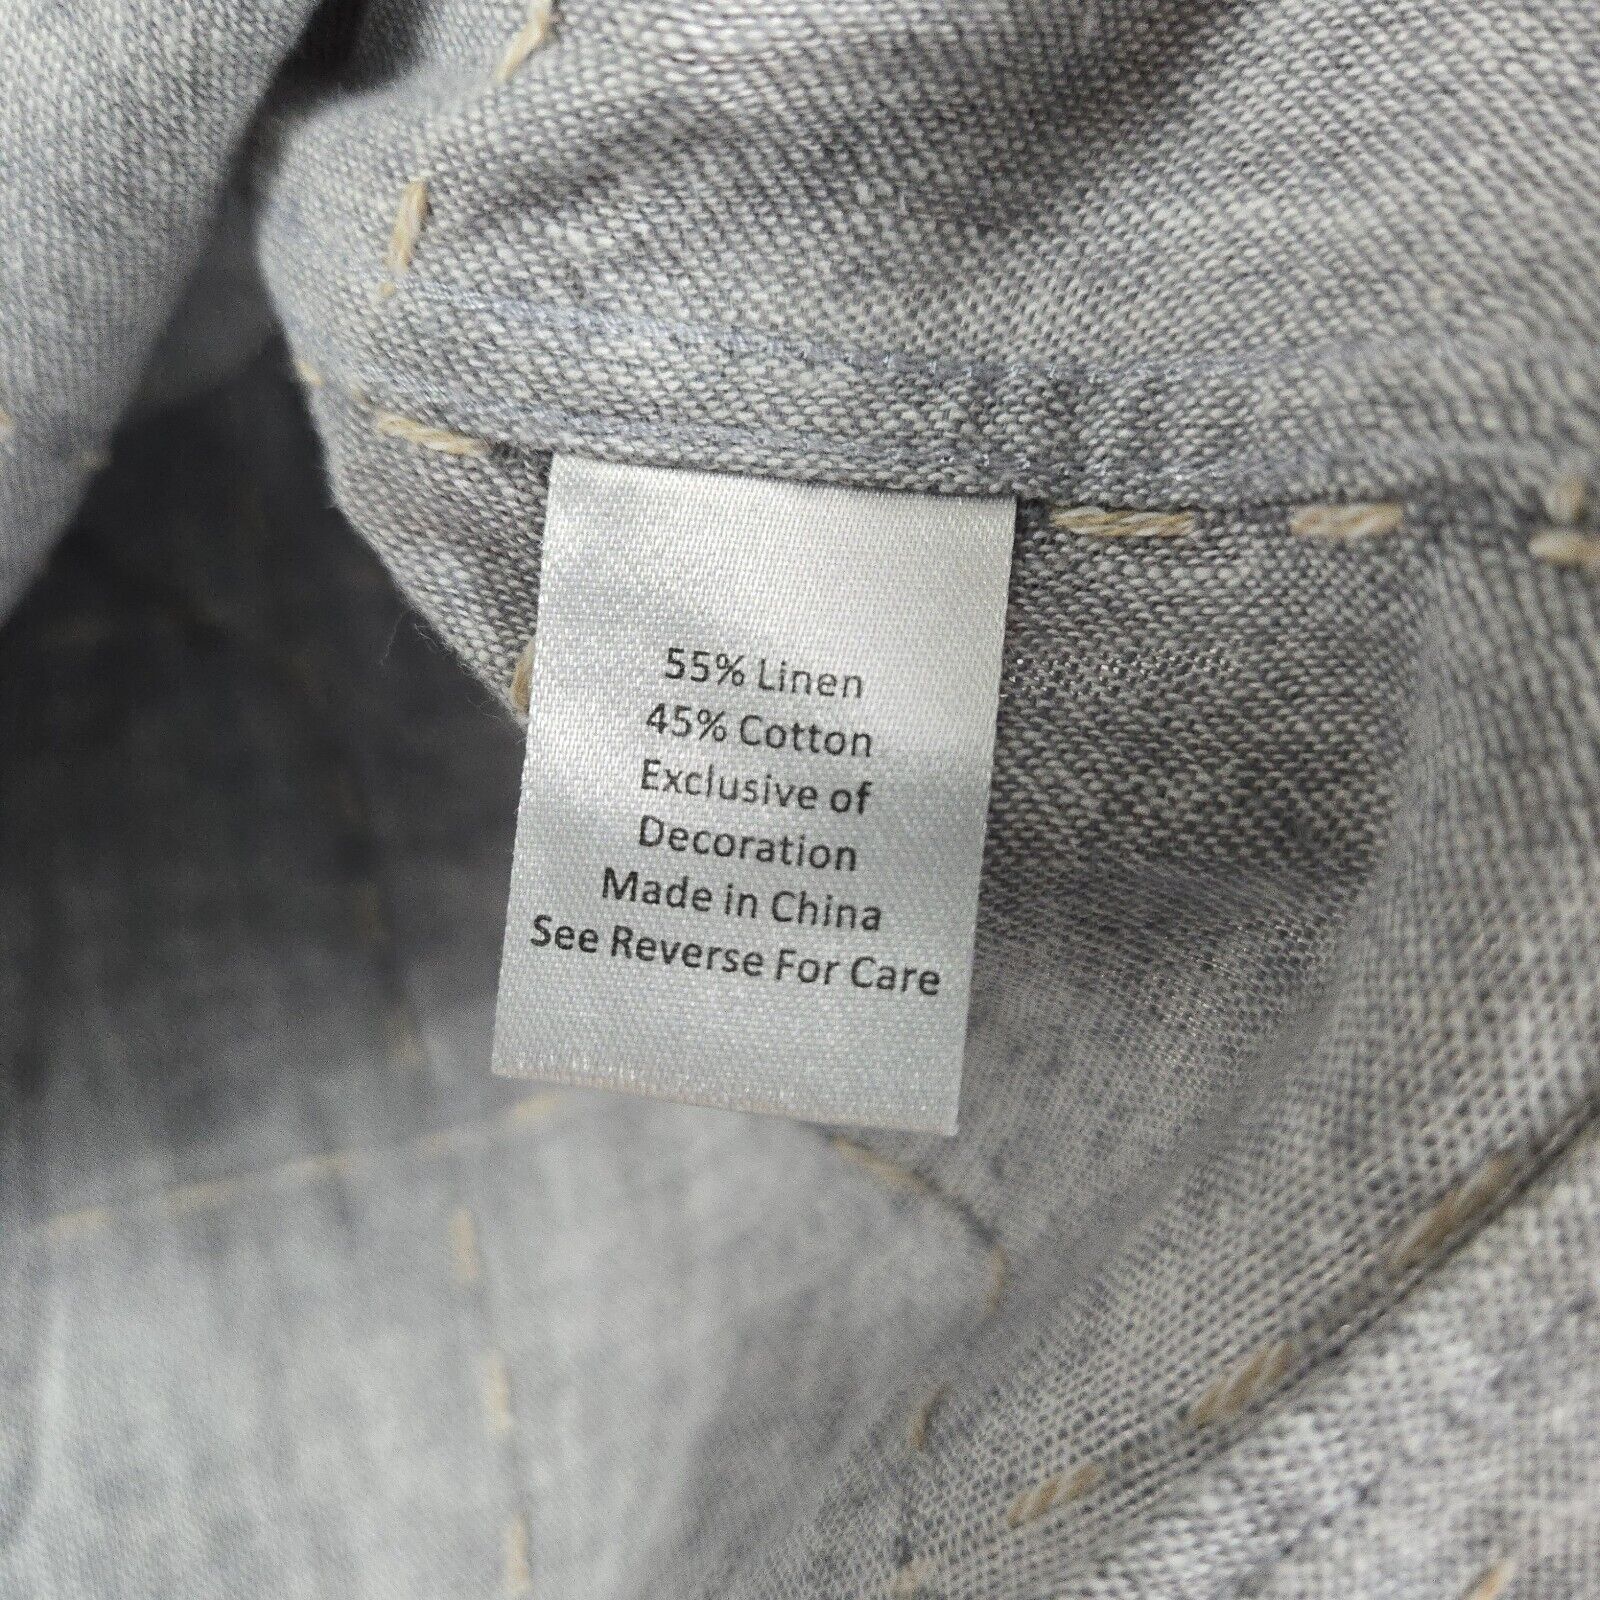 55% Linen
45% Cotton
Exclusive of
Decoration
Made in China
See Reverse For Care